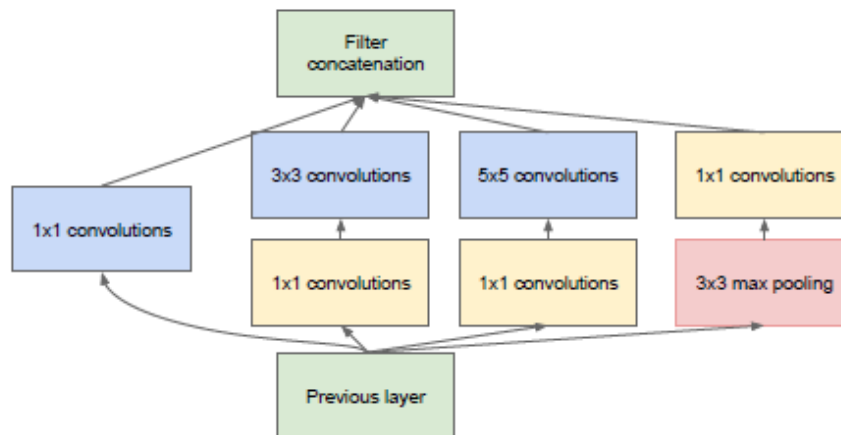 Filter
concatenation
3x3 convolutions
5x5 convolutions
1x1 convolutions
1x1 convolutions
1x1 convolutions
1x1 convolutions
3x3 max pooling
Previous layer